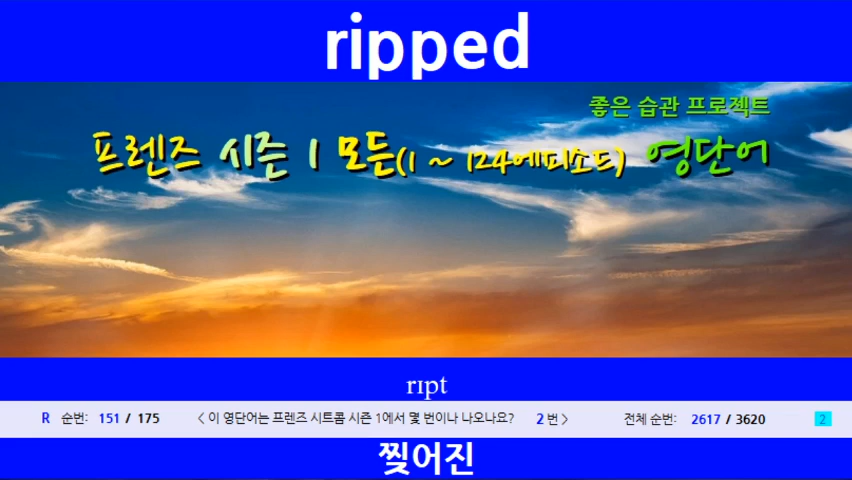 ripped
좋은 습관 프로젝트
프렌즈 시즌 1 모든(1 ~ 124에피소드) 영단어
rɪpt
R 순번: 151 / 175 < 이 영단어는 프렌즈 시트콤 시즌 1에서 몇 번이나 나오나요? 2 번 > 전체 순번: 2617 / 3620 2
찢어진